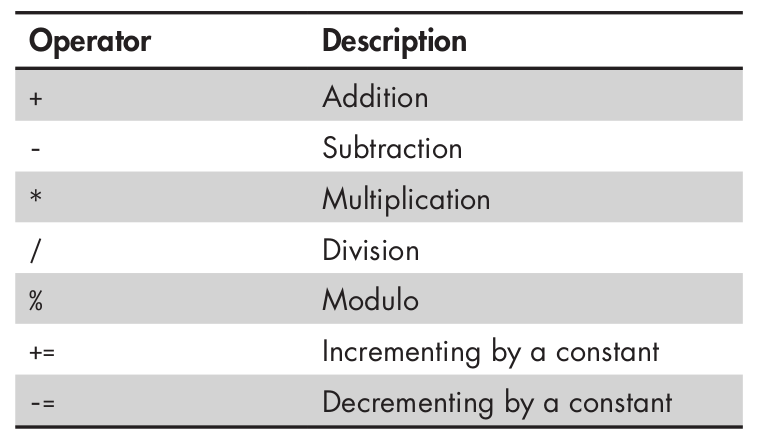 Operator Description
+ Addition
- Subtraction
* Multiplication
/ Division
% Modulo
+= Incrementing by a constant
-= Decrementing by a constant